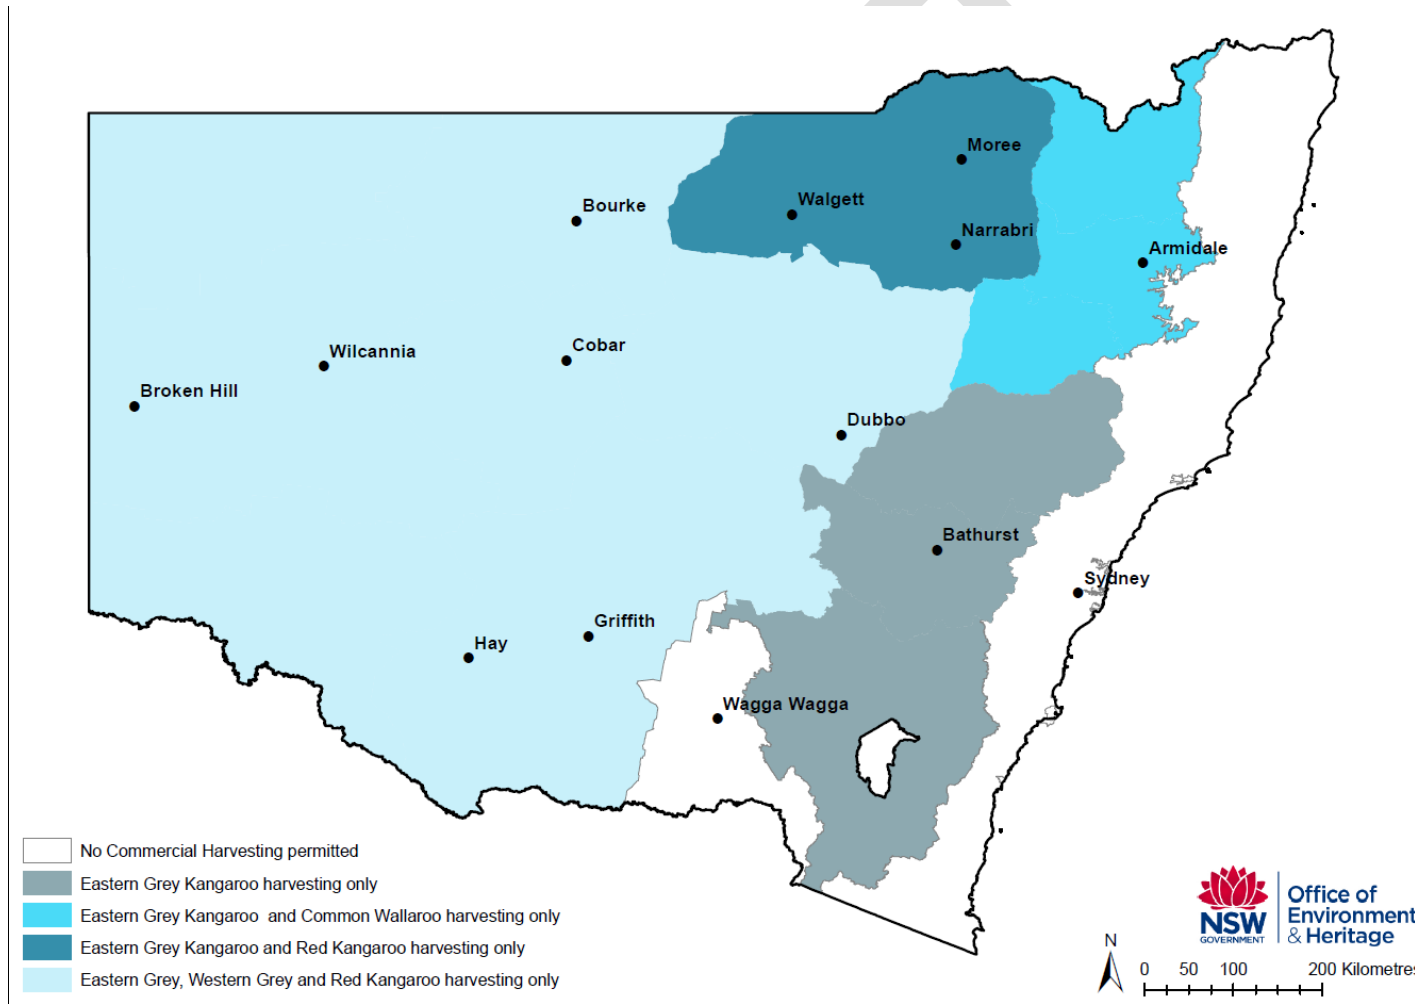 Moree
Bourke
Walgett
Narrabri
Armidale
Wilcannia
Cobar
Broken Hill
Dubbo
Bathurst
Sydney
Griffith
Hay
Wagga Wagga
No Commercial Harvesting permitted
Eastern Grey Kangaroo harvesting only
Eastern Grey Kangaroo and Common Wallaroo harvesting only
Eastern Grey Kangaroo and Red Kangaroo harvesting only
Eastern Grey, Western Grey and Red Kangaroo harvesting only
NSW
GOVERNMENT
Office of
Environment
& Heritage
N
0 50 100 200 Kilometres